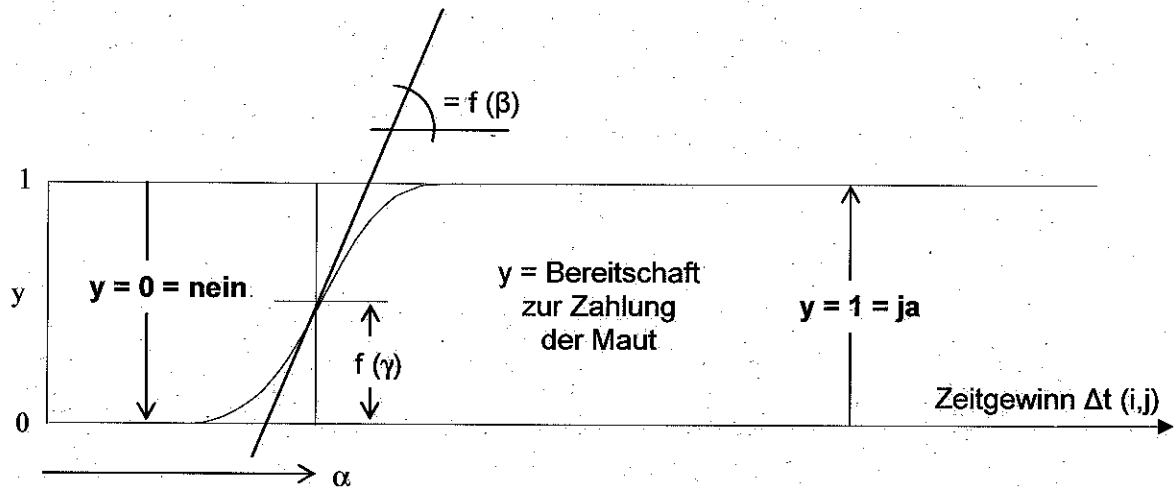 = f (β)
1
y = 0 = nein
y = Bereitschaft
zur Zahlung
der Maut
y = 1 = ja
y
f (γ)
0
Zeitgewinn Δt (i,j)
α